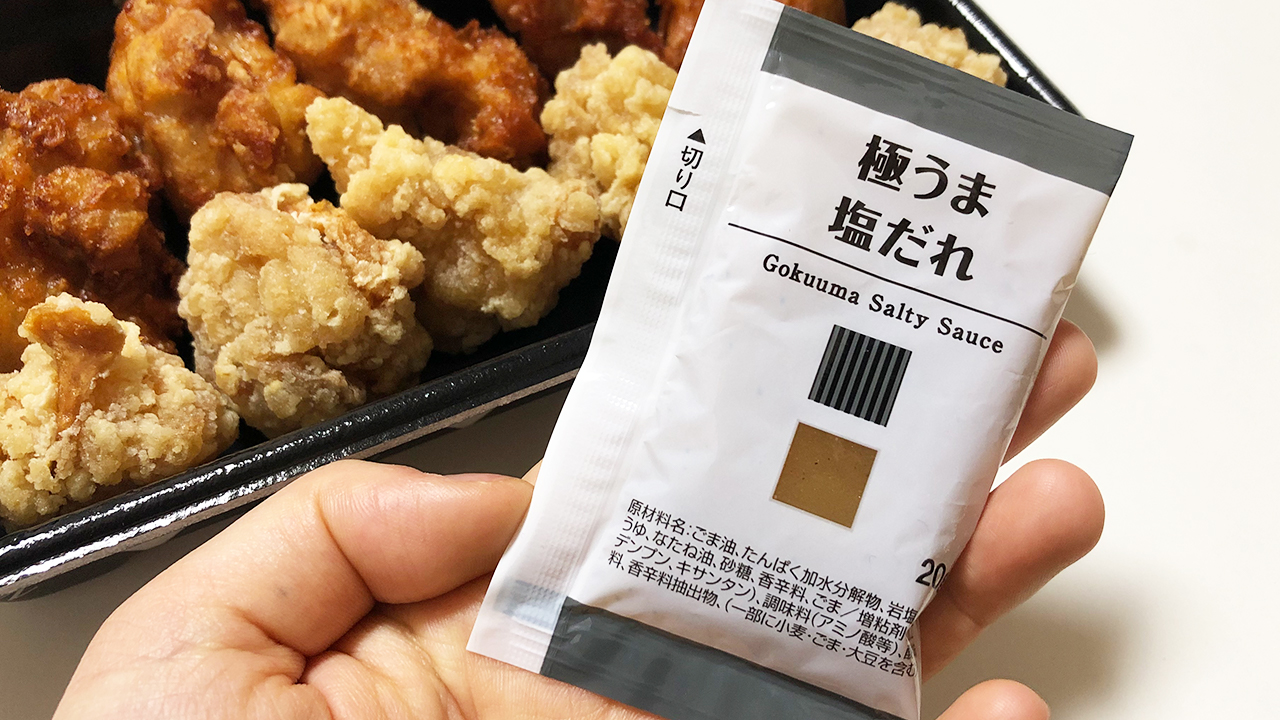 ▲切り口
極うま
塩だれ
Gokuuma Salty Sauce
原材料名:ごま油、たんぱく加水分解物、岩塩
うゆ、なたね油、砂糖、香辛料、ごま/増粘剤
デンプン、キサンタン)、調味料(アミノ酸等)、
料、香辛料抽出物、(一部に小麦・ごま・大豆を含む
20